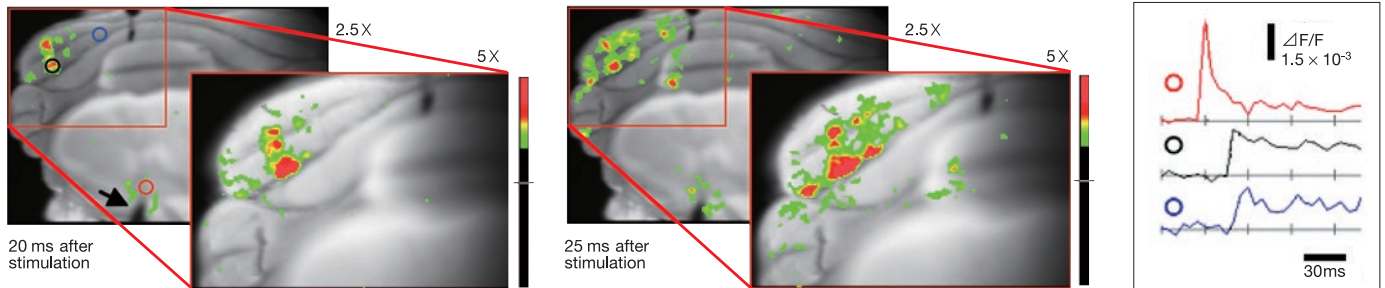 2.5 X
5 X
20 ms after
stimulation
2.5 X
5 X
25 ms after
stimulation
⊿F/F
1.5 × 10⁻³
30ms